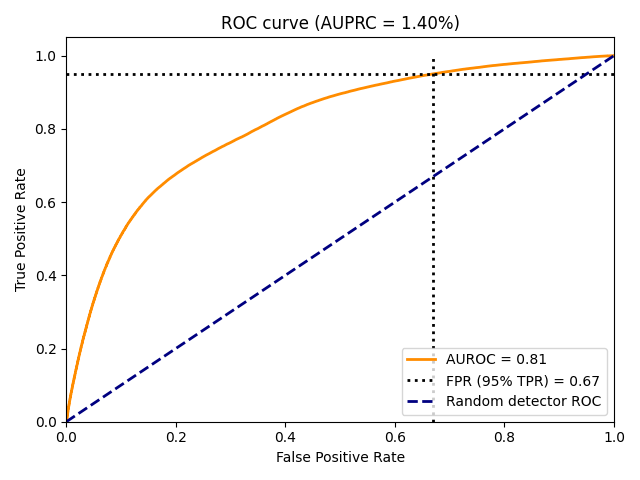 ROC curve (AUPRC = 1.40%)
True Positive Rate
1.0
0.8
0.6
0.4
0.2
0.0
0.0 0.2 0.4 0.6 0.8 1.0
False Positive Rate
AUROC = 0.81
FPR (95% TPR) = 0.67
Random detector ROC